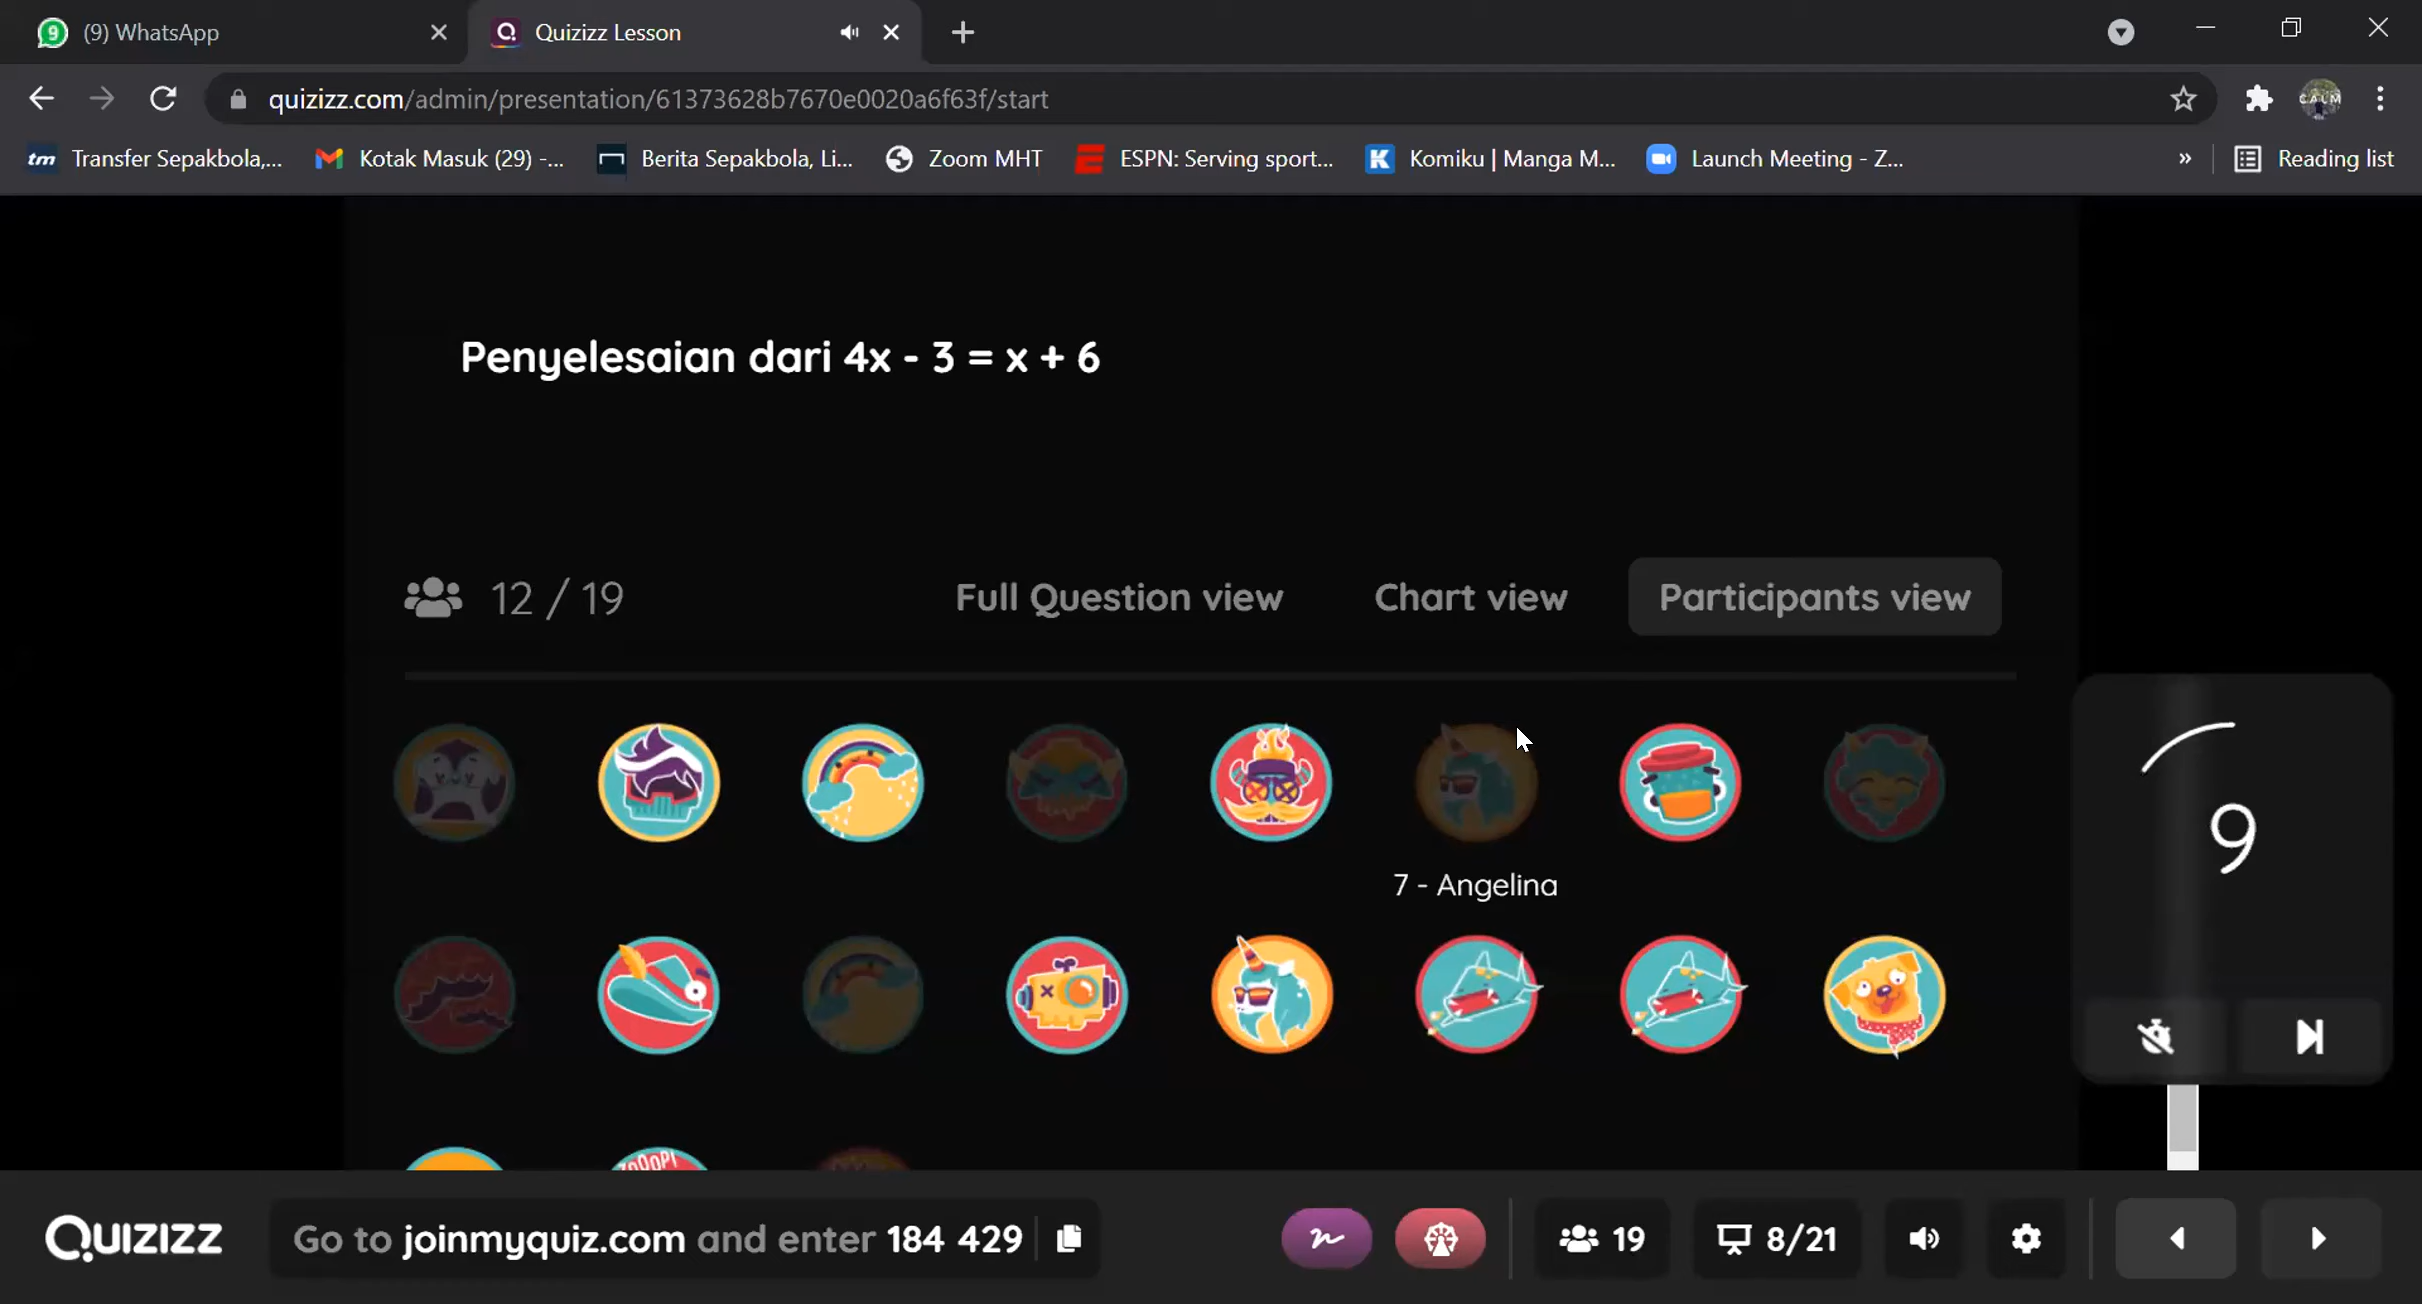 (9) WhatsApp
Quizizz Lesson
quizizz.com/admin/presentation/61373628b7670e0020a6f63f/start
tm Transfer Sepakbola,...
Kotak Masuk (29) -...
Berita Sepakbola, Li...
Zoom MHT
ESPN: Serving sport...
Komiku | Manga M...
Launch Meeting - Z...
»
Reading list
Penyelesaian dari 4x - 3 = x + 6
12 / 19
Full Question view
Chart view
Participants view
9
7 - Angelina
QUIZIZZ
Go to joinmyquiz.com and enter 184 429
19
8/21